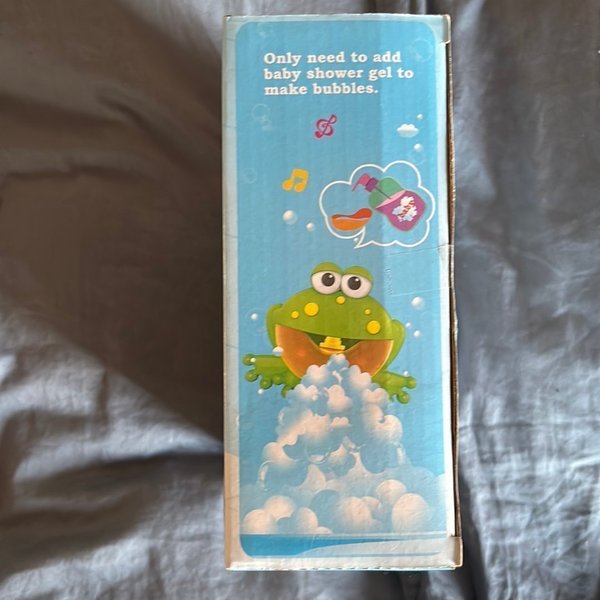 Only need to add
baby shower gel to
make bubbles.